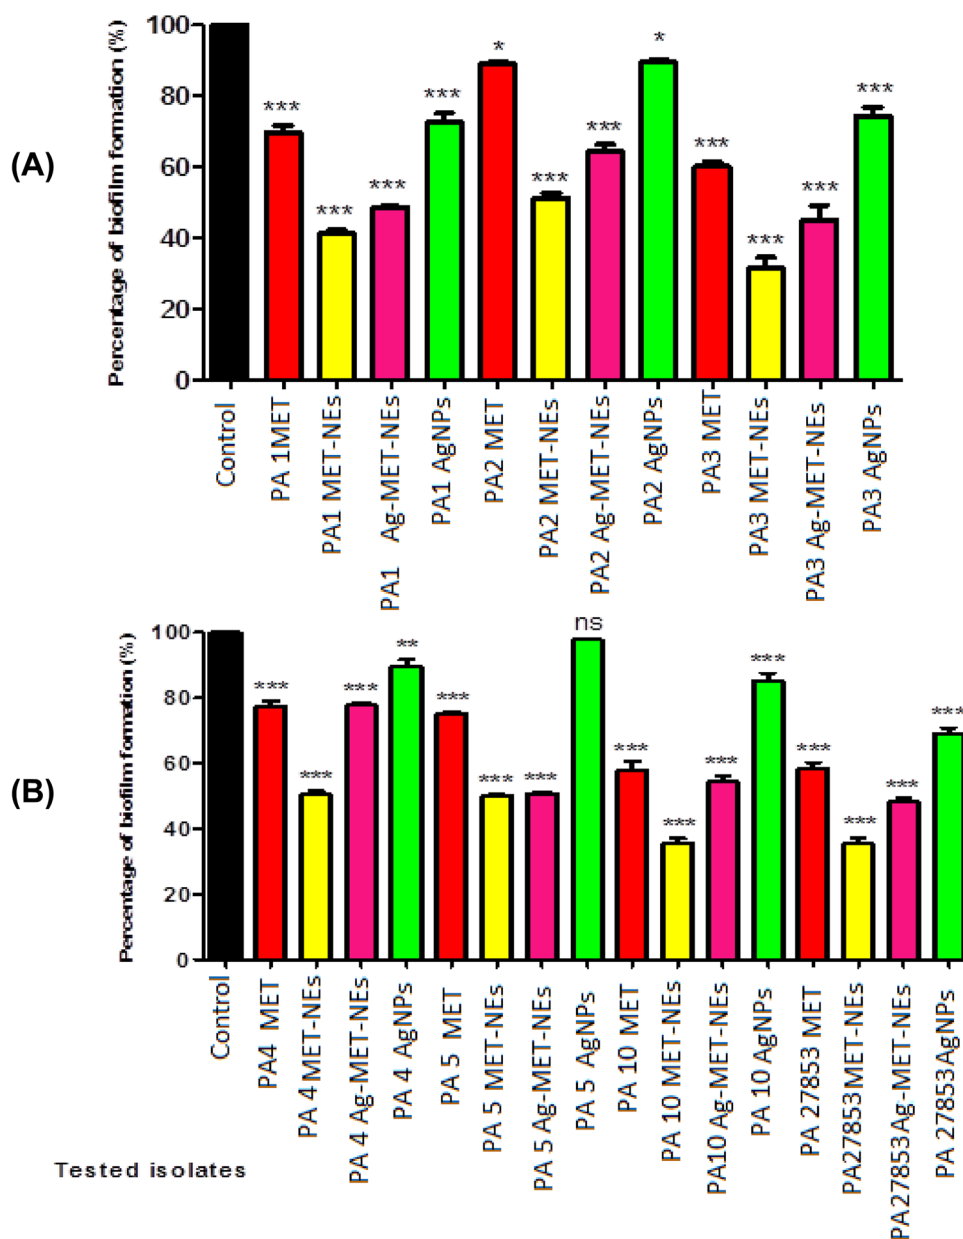 (A)
Percentage of biofilm formation (%)
100
80
60
40
20
0
***
***
***
***
*
***
***
*
***
***
***
***
Control
PA 1MET
PA1 MET-NEs
PA1 Ag-MET-NEs
PA1 AgNPs
PA2 MET
PA2 MET-NEs
PA2 Ag-MET-NEs
PA2 AgNPs
PA3 MET
PA3 MET-NEs
PA3 Ag-MET-NEs
PA3 AgNPs
(B)
Percentage of biofilm formation (%)
100
80
60
40
20
0
***
***
***
**
***
***
***
ns
***
***
***
***
***
***
***
***
Control
PA4 MET
PA 4 MET-NEs
PA 4 Ag-MET-NEs
PA 4 AgNPs
PA 5 MET
PA 5 MET-NEs
PA 5 Ag-MET-NEs
PA 5 AgNPs
PA 10 MET
PA 10 MET-NEs
PA10 Ag-MET-NEs
PA 10 AgNPs
PA 27853 MET
PA27853MET-NEs
PA27853Ag-MET-NEs
PA 27853AgNPs
Tested isolates